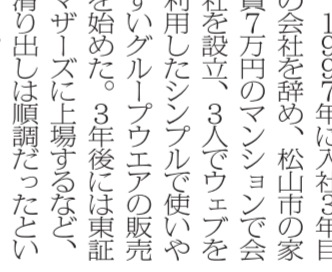 1997年に入社3年目
の会社を辞め、松山市の家
賃7万円のマンションで会
社を設立、3人でウェブを
利用したシンプルで使いや
すいグループウエアの販売
を始めた。3年後には東証
マザーズに上場するなど、
滑り出しは順調だったとい